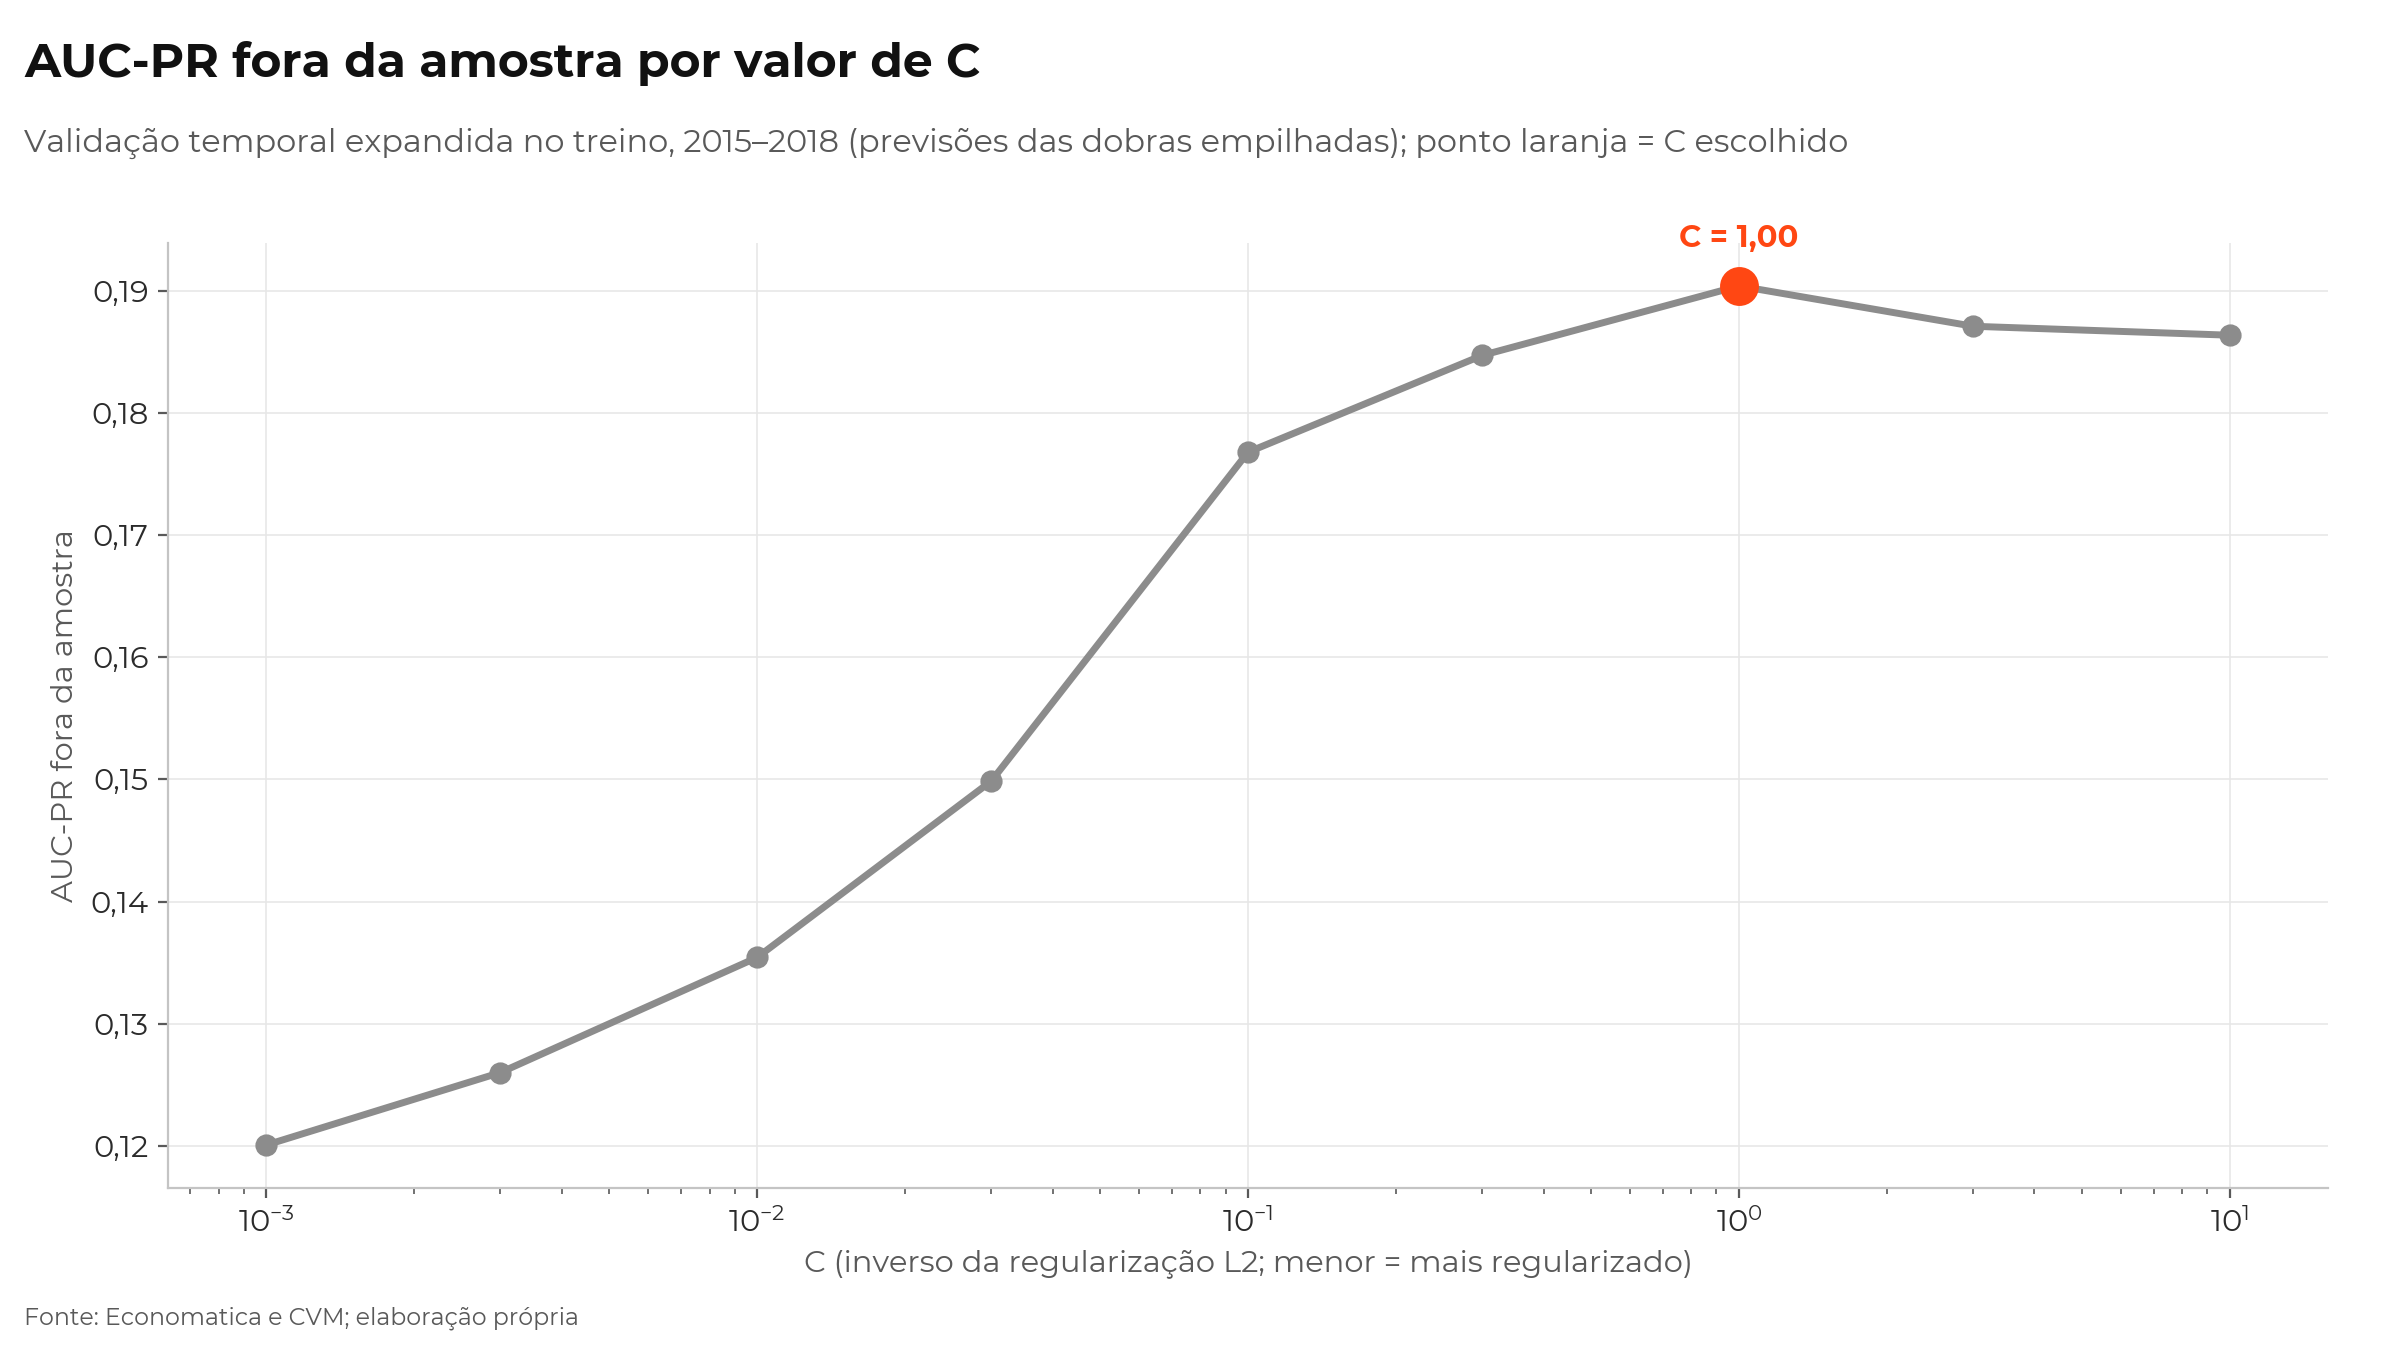 AUC-PR fora da amostra por valor de C
Validação temporal expandida no treino, 2015–2018 (previsões das dobras empilhadas); ponto laranja = C escolhido
C = 1,00
AUC-PR fora da amostra
0,19
0,18
0,17
0,16
0,15
0,14
0,13
0,12
10⁻³ 10⁻² 10⁻¹ 10⁰ 10¹
C (inverso da regularização L2; menor = mais regularizado)
Fonte: Economatica e CVM; elaboração própria